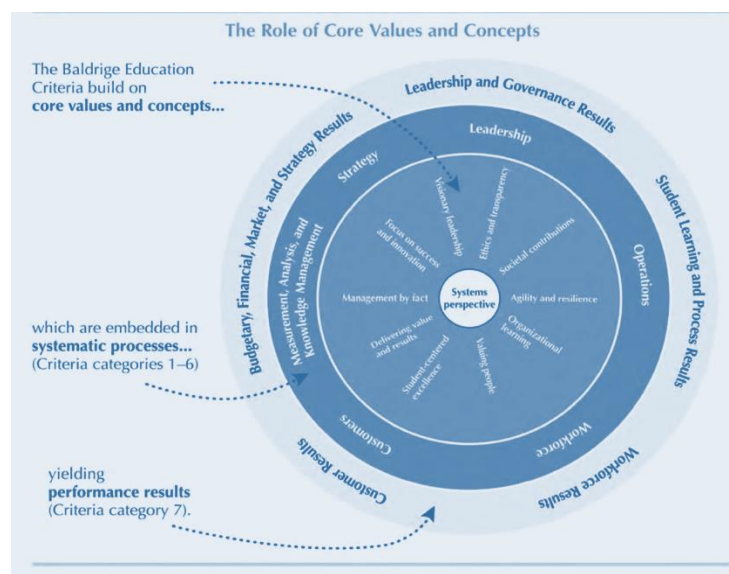 The Role of Core Values and Concepts
The Baldrige Education
Criteria build on
core values and concepts...
which are embedded in
systematic processes...
(Criteria categories 1–6)
yielding
performance results
(Criteria category 7).
Leadership and Governance Results
Student Learning and Process Results
Workforce Results
Customer Results
Budgetary, Financial, Market, and Strategy Results
Leadership
Operations
Workforce
Customers
Measurement, Analysis, and
Knowledge Management
Strategy
Visionary leadership
Ethics and transparency
Societal contributions
Agility and resilience
Organizational
learning
Valuing people
Student-centered
excellence
Delivering value
and results
Management by fact
Focus on success
and innovation
Systems
perspective